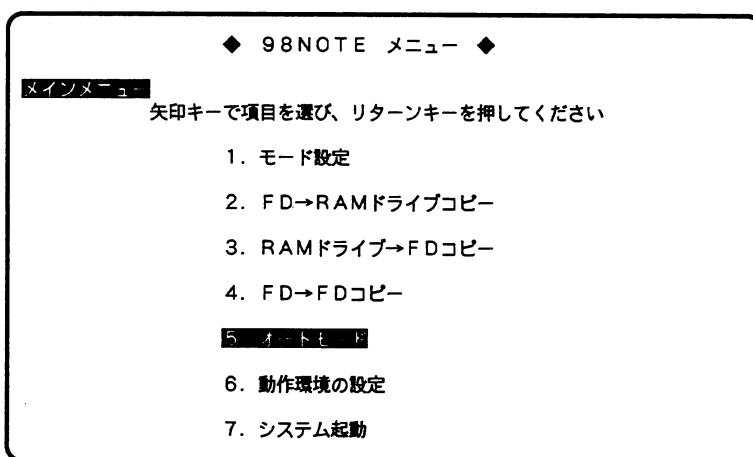 ◆ 98NOTE メニュー ◆
メインメニュー
矢印キーで項目を選び、リターンキーを押してください
1. モード設定
2. FD→RAMドライブコピー
3. RAMドライブ→FDコピー
4. FD→FDコピー
5 オートモード
6. 動作環境の設定
7. システム起動